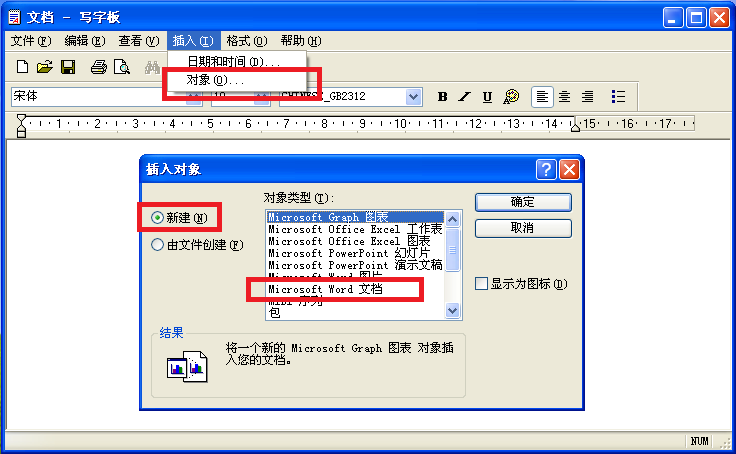 文档 - 写字板
文件(F) 编辑(E) 查看(V) 插入(I) 格式(O) 帮助(H)
日期和时间(D)...
对象(O)...
宋体 10 CHINESE_GB2312 B I U
1 2 3 4 5 6 7 8 9 10 11 12 13 14 15 16 17
插入对象
新建(N)
由文件创建(F)
对象类型(T):
Microsoft Graph 图表
Microsoft Office Excel 工作表
Microsoft Office Excel 图表
Microsoft PowerPoint 幻灯片
Microsoft PowerPoint 演示文稿
Microsoft Word 图片
Microsoft Word 文档
MIDI 序列
包
确定
取消
显示为图标(D)
结果
将一个新的 Microsoft Graph 图表 对象插
入您的文档。
NUM